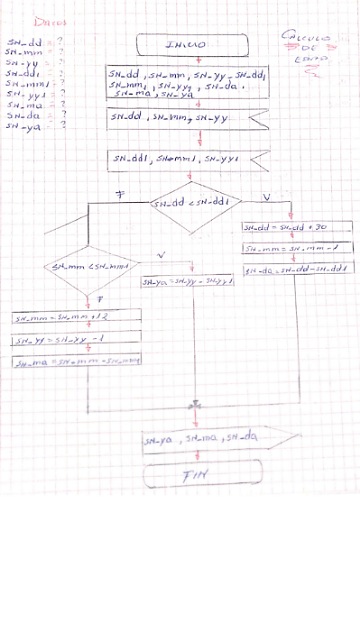 Datos
SN_dd = ?
SN_mm = ?
SN_yy = ?
SN_dd1 = ?
SN_mm1 = ?
SN_yy1 = ?
SN_ma = ?
SN_da = ?
SN_ya = ?
CALCULO
DE
INICIO
SN_dd, SN_mm, SN_yy, SN_dd1
SN_mm1, SN_yy1, SN_da,
SN_ma, SN_ya
SN_dd, SN_mm, SN_yy
SN_dd1, SN_mm1, SN_yy1
F
SN_dd < SN_dd1
V
SN_dd = SN_dd + 30
SN_mm = SN_mm - 1
SN_da = SN_dd - SN_dd1
SN_mm < SN_mm1
V
SN_ya = SN_yy - SN_yy1
F
SN_mm = SN_mm + 12
SN_yy = SN_yy - 1
SN_ma = SN_mm - SN_mm1
SN_ya, SN_ma, SN_da
FIN